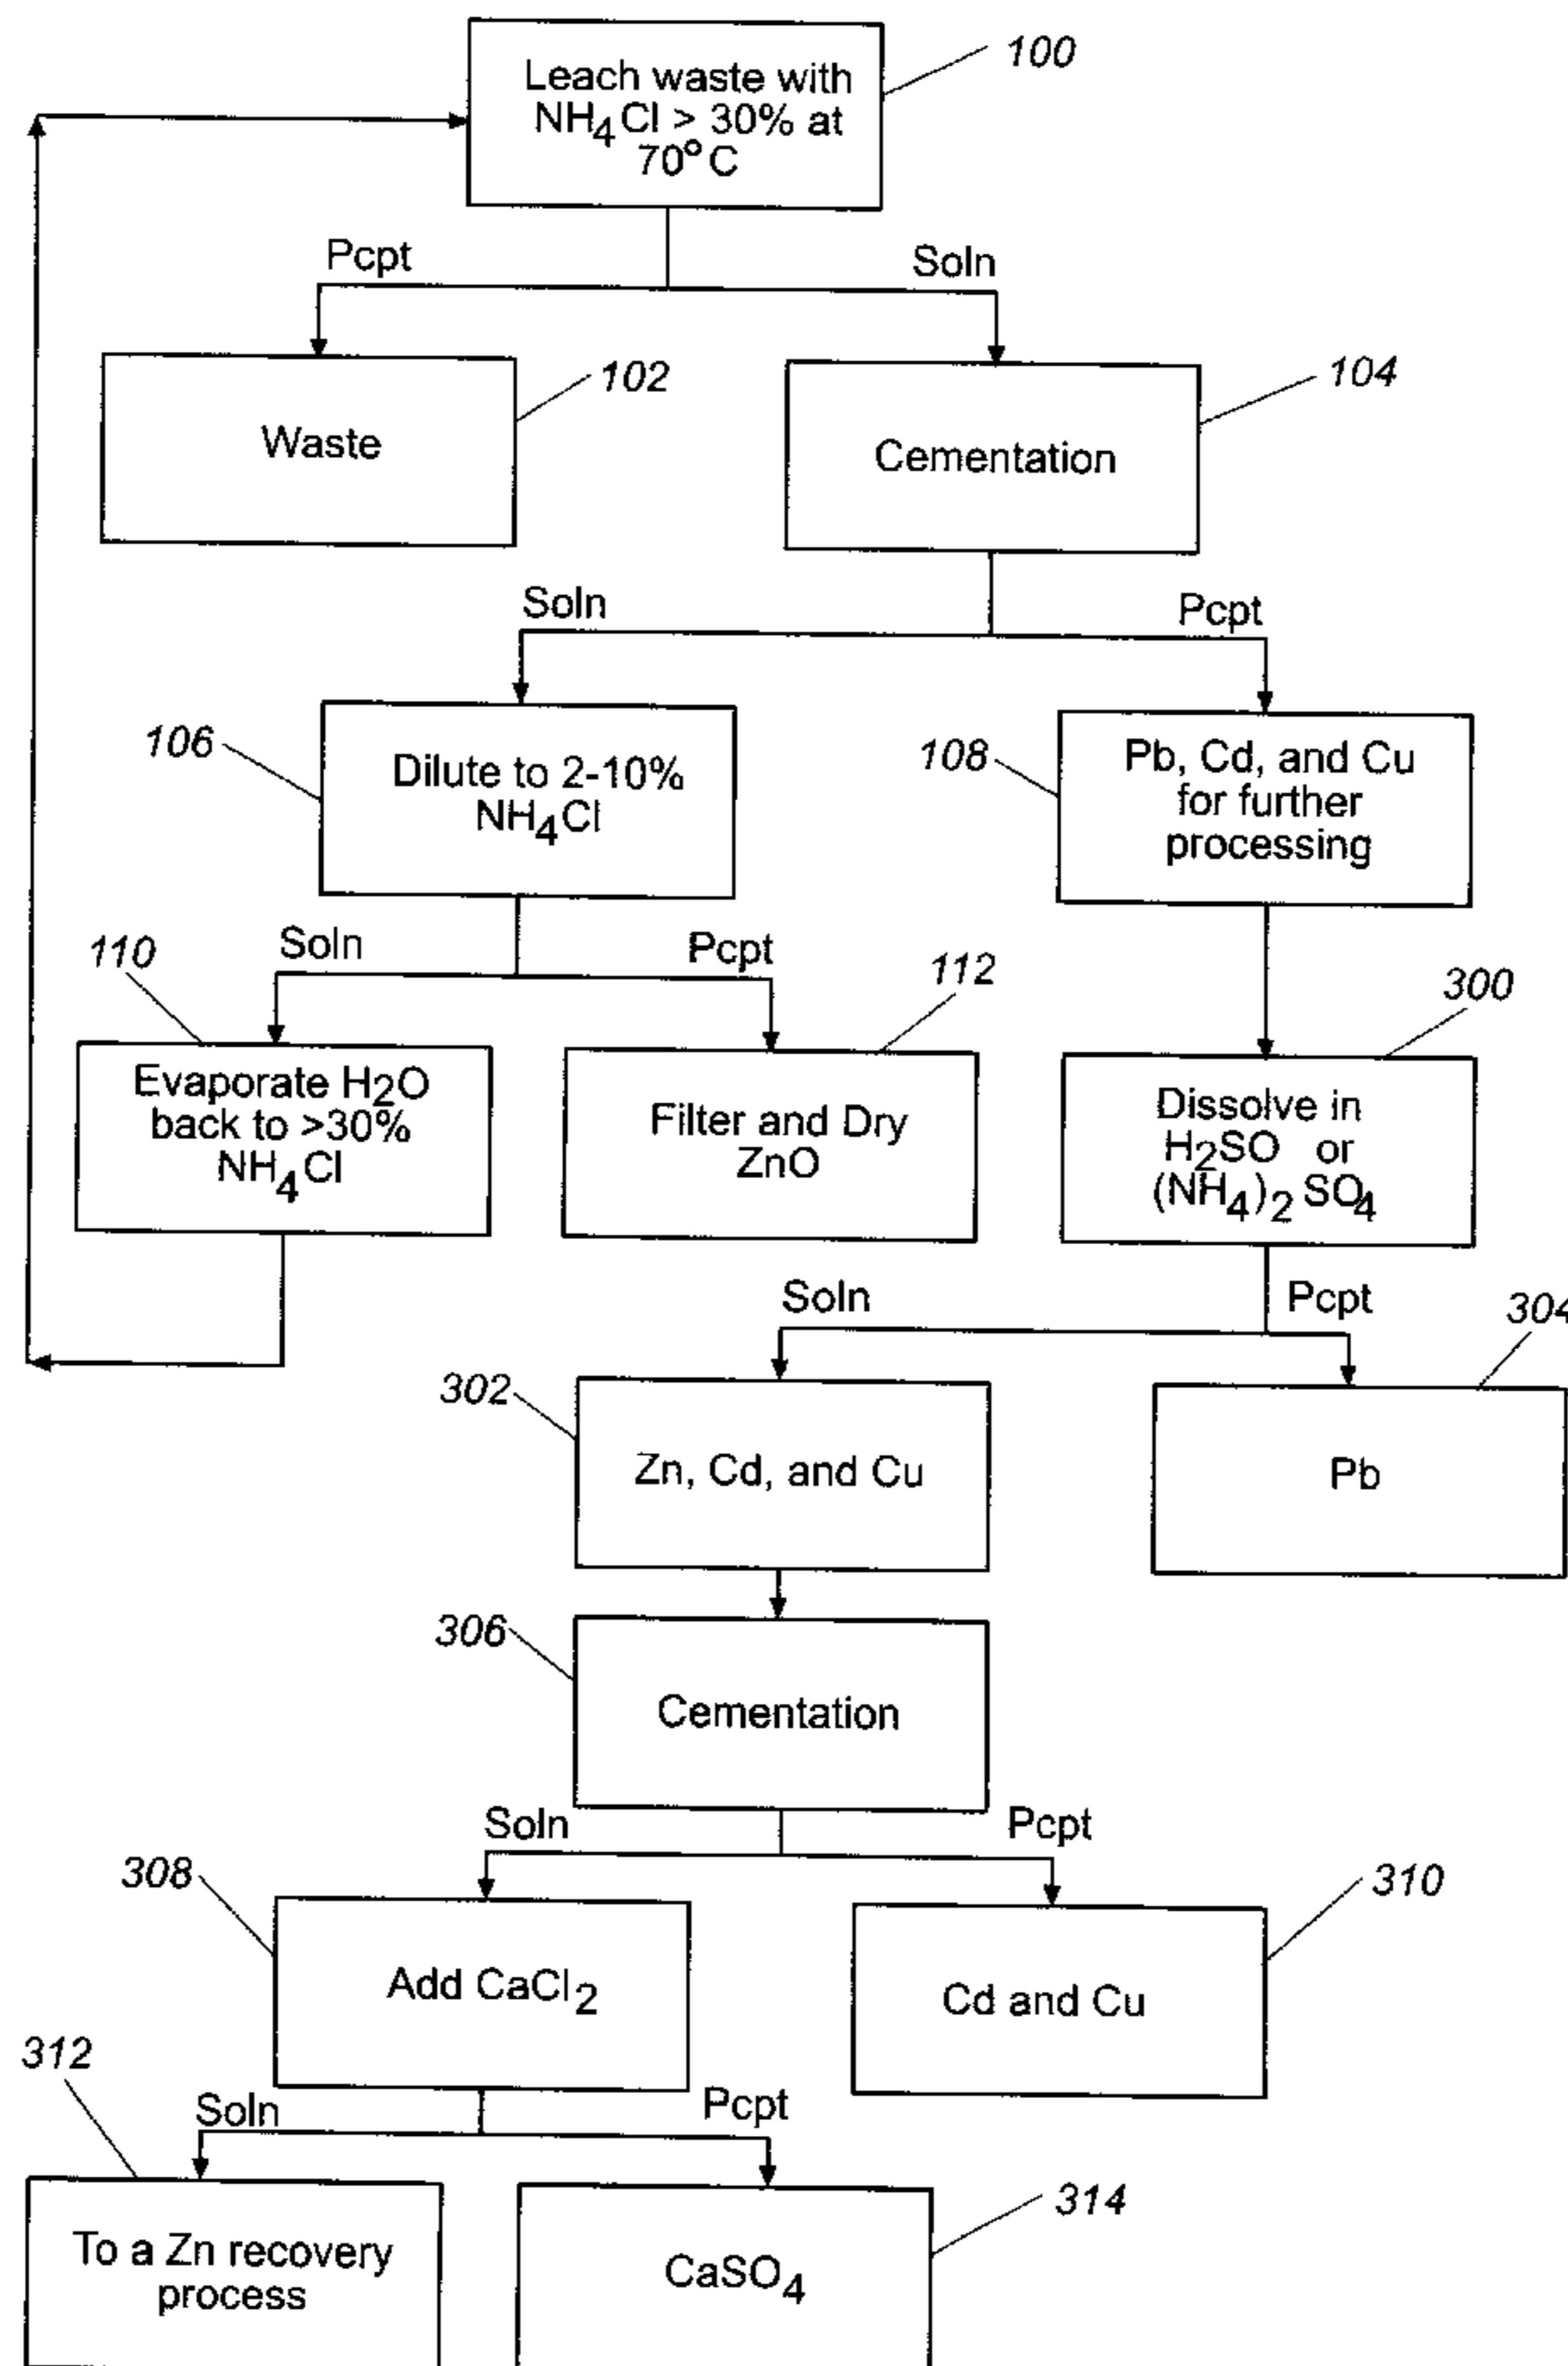 100
Leach waste with
NH4Cl > 30% at
70°C
Pcpt
Soln
102
Waste
104
Cementation
Soln
Pcpt
106
Dilute to 2-10%
NH4Cl
108
Pb, Cd, and Cu
for further
processing
Soln
Pcpt
110
112
300
Evaporate H2O
back to >30%
NH4Cl
Filter and Dry
ZnO
Dissolve in
H2SO or
(NH4)2 SO4
Soln
Pcpt
304
302
Zn, Cd, and Cu
Pb
306
Cementation
Soln
Pcpt
308
310
Add CaCl2
Cd and Cu
312
Soln
Pcpt
314
To a Zn recovery
process
CaSO4